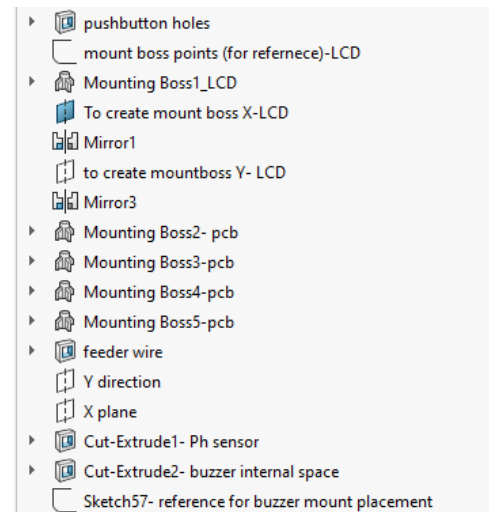 pushbutton holes
mount boss points (for refernece)-LCD
Mounting Boss1_LCD
To create mount boss X-LCD
Mirror1
to create mountboss Y- LCD
Mirror3
Mounting Boss2- pcb
Mounting Boss3-pcb
Mounting Boss4-pcb
Mounting Boss5-pcb
feeder wire
Y direction
X plane
Cut-Extrude1- Ph sensor
Cut-Extrude2- buzzer internal space
Sketch57- reference for buzzer mount placement